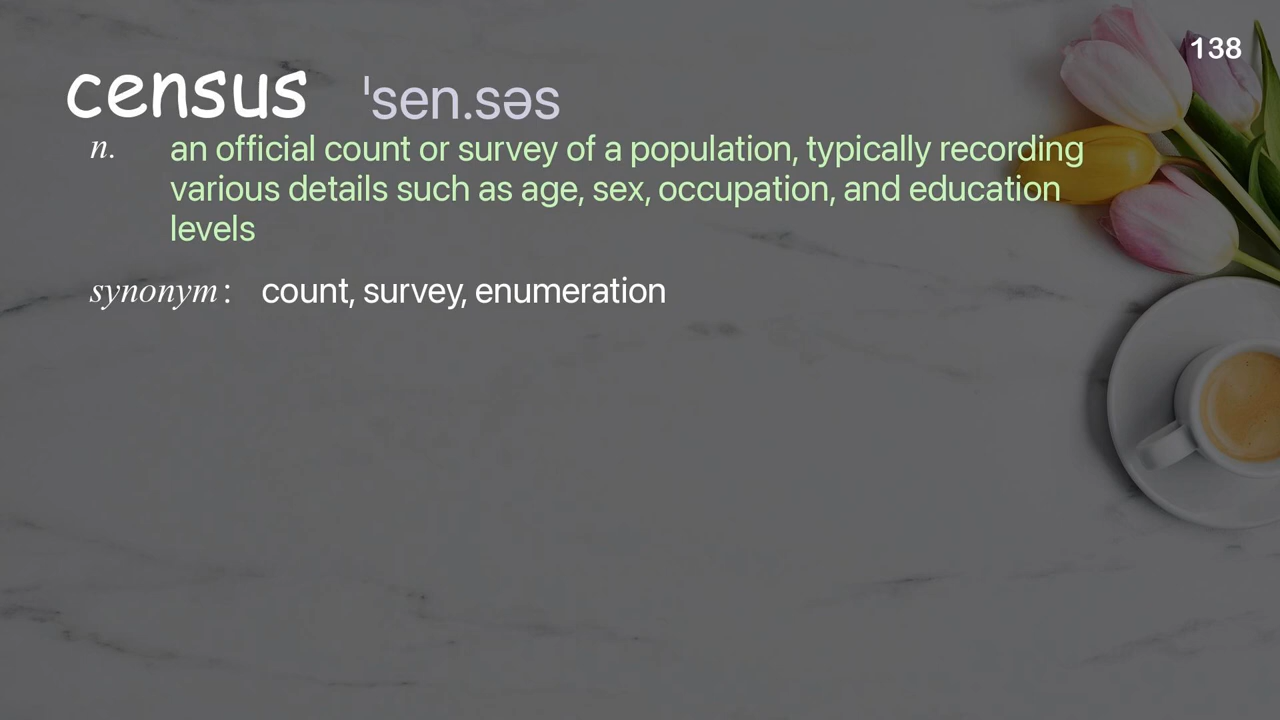 138
census ˈsen.səs
n. an official count or survey of a population, typically recording
various details such as age, sex, occupation, and education
levels
synonym: count, survey, enumeration